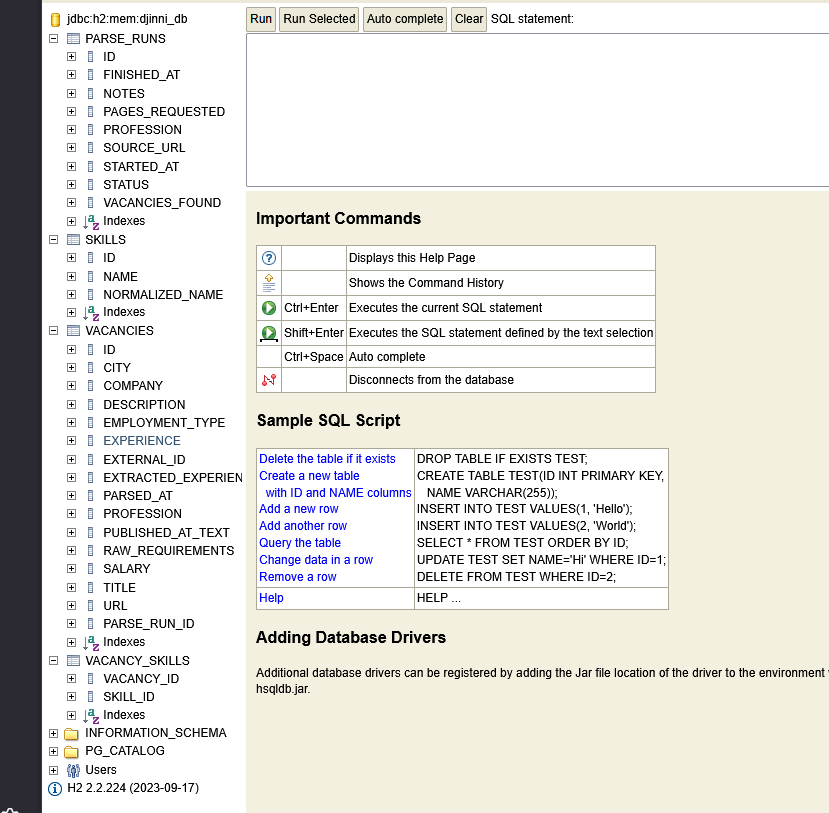 jdbc:h2:mem:djinni_db
PARSE_RUNS
ID
FINISHED_AT
NOTES
PAGES_REQUESTED
PROFESSION
SOURCE_URL
STARTED_AT
STATUS
VACANCIES_FOUND
Indexes
SKILLS
ID
NAME
NORMALIZED_NAME
Indexes
VACANCIES
ID
CITY
COMPANY
DESCRIPTION
EMPLOYMENT_TYPE
EXPERIENCE
EXTERNAL_ID
EXTRACTED_EXPERIEN
PARSED_AT
PROFESSION
PUBLISHED_AT_TEXT
RAW_REQUIREMENTS
SALARY
TITLE
URL
PARSE_RUN_ID
Indexes
VACANCY_SKILLS
VACANCY_ID
SKILL_ID
Indexes
INFORMATION_SCHEMA
PG_CATALOG
Users
H2 2.2.224 (2023-09-17)
Run Run Selected Auto complete Clear SQL statement:
Important Commands
Displays this Help Page
Shows the Command History
Ctrl+Enter Executes the current SQL statement
Shift+Enter Executes the SQL statement defined by the text selection
Ctrl+Space Auto complete
Disconnects from the database
Sample SQL Script
Delete the table if it exists DROP TABLE IF EXISTS TEST;
Create a new table CREATE TABLE TEST(ID INT PRIMARY KEY,
with ID and NAME columns NAME VARCHAR(255));
Add a new row INSERT INTO TEST VALUES(1, 'Hello');
Add another row INSERT INTO TEST VALUES(2, 'World');
Query the table SELECT * FROM TEST ORDER BY ID;
Change data in a row UPDATE TEST SET NAME='Hi' WHERE ID=1;
Remove a row DELETE FROM TEST WHERE ID=2;
Help HELP ...
Adding Database Drivers
Additional database drivers can be registered by adding the Jar file location of the driver to the environment
hsqldb.jar.